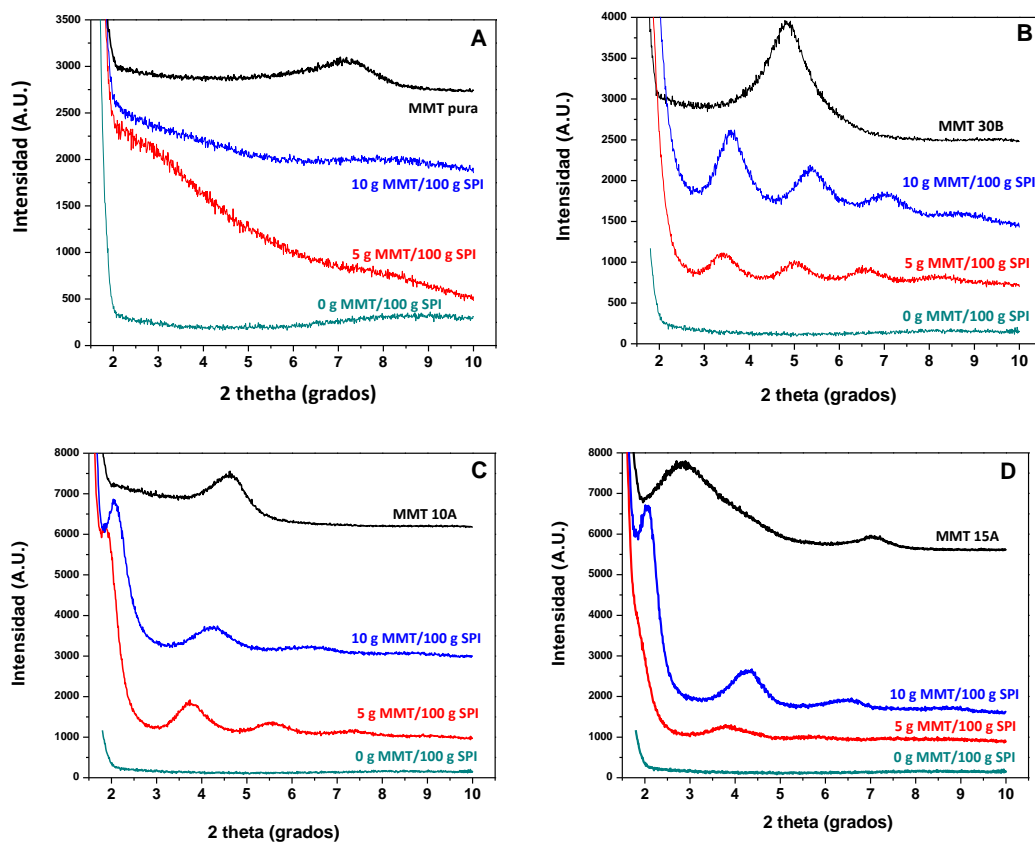 A
Intensidad (A.U.)
3500
3000
2500
2000
1500
1000
500
0
MMT pura
10 g MMT/100 g SPI
5 g MMT/100 g SPI
0 g MMT/100 g SPI
2 3 4 5 6 7 8 9 10
2 thetha (grados)
B
Intensidad (A.U.)
4000
3500
3000
2500
2000
1500
1000
500
0
MMT 30B
10 g MMT/100 g SPI
5 g MMT/100 g SPI
0 g MMT/100 g SPI
2 3 4 5 6 7 8 9 10
2 theta (grados)
C
Intensidad (A.U.)
8000
7000
6000
5000
4000
3000
2000
1000
0
MMT 10A
10 g MMT/100 g SPI
5 g MMT/100 g SPI
0 g MMT/100 g SPI
2 3 4 5 6 7 8 9 10
2 theta (grados)
D
Intensidad (A.U.)
8000
7000
6000
5000
4000
3000
2000
1000
0
MMT 15A
10 g MMT/100 g SPI
5 g MMT/100 g SPI
0 g MMT/100 g SPI
2 3 4 5 6 7 8 9 10
2 theta (grados)